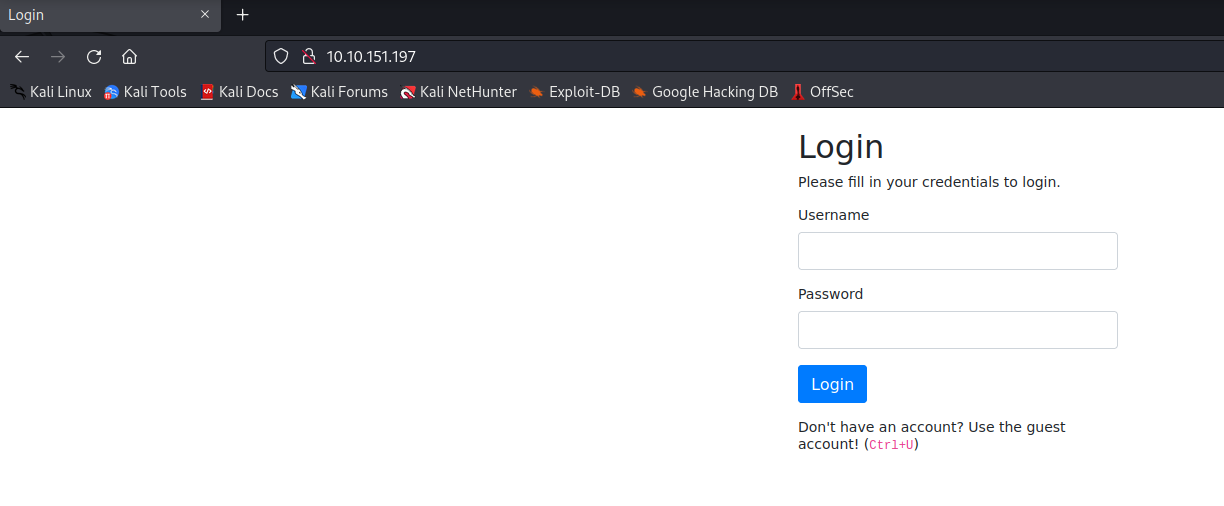 Login
10.10.151.197
Kali Linux Kali Tools Kali Docs Kali Forums Kali NetHunter Exploit-DB Google Hacking DB OffSec
Login
Please fill in your credentials to login.
Username
Password
Login
Don't have an account? Use the guest
account! (Ctrl+U)